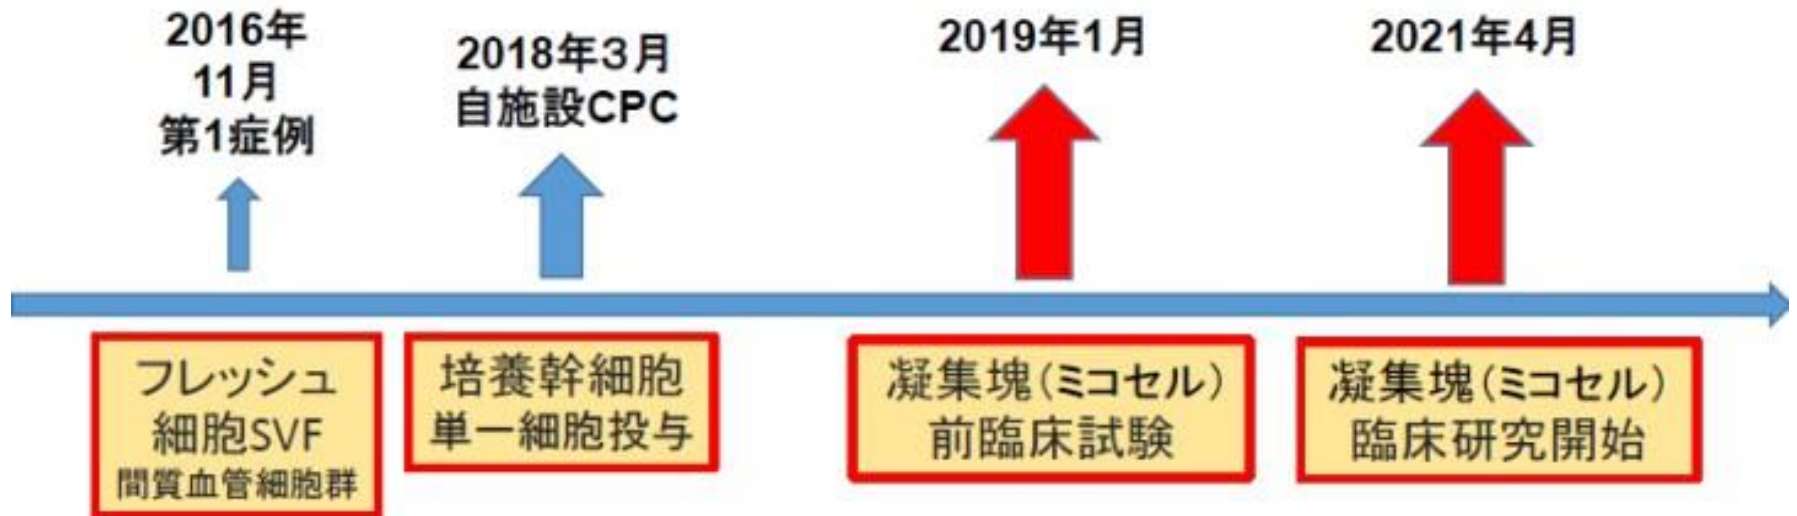 2016年
11月
第1症例
2018年３月
自施設CPC
2019年1月
2021年4月
フレッシュ
細胞SVF
間質血管細胞群
培養幹細胞
単一細胞投与
凝集塊（ミコセル）
前臨床試験
凝集塊（ミコセル）
臨床研究開始